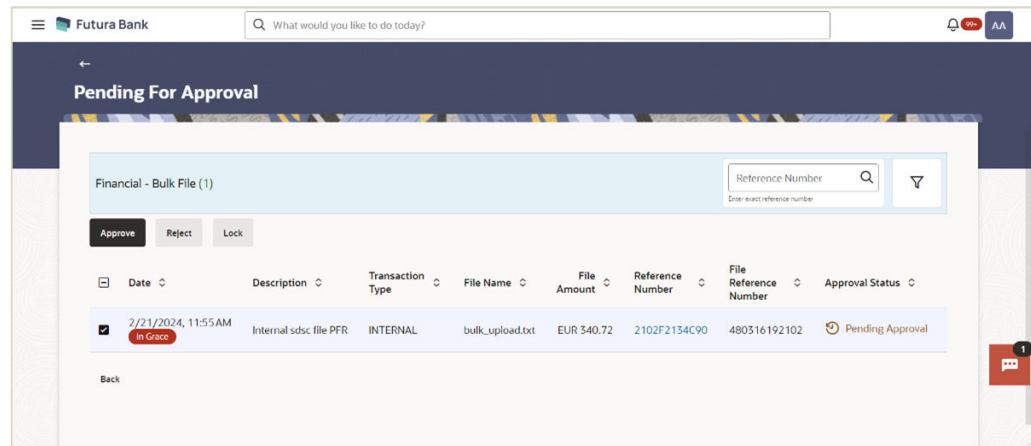 Futura Bank
What would you like to do today?
99+
AA
Pending For Approval
Financial - Bulk File (1)
Reference Number
Enter exact reference number
Approve Reject Lock
Date Description Transaction Type File Name File Amount Reference Number File Reference Number Approval Status
2/21/2024, 11:55 AM Internal sdsc file PFR INTERNAL bulk_upload.txt EUR 340.72 2102F2134C90 480316192102 Pending Approval
In Grace
1
Back